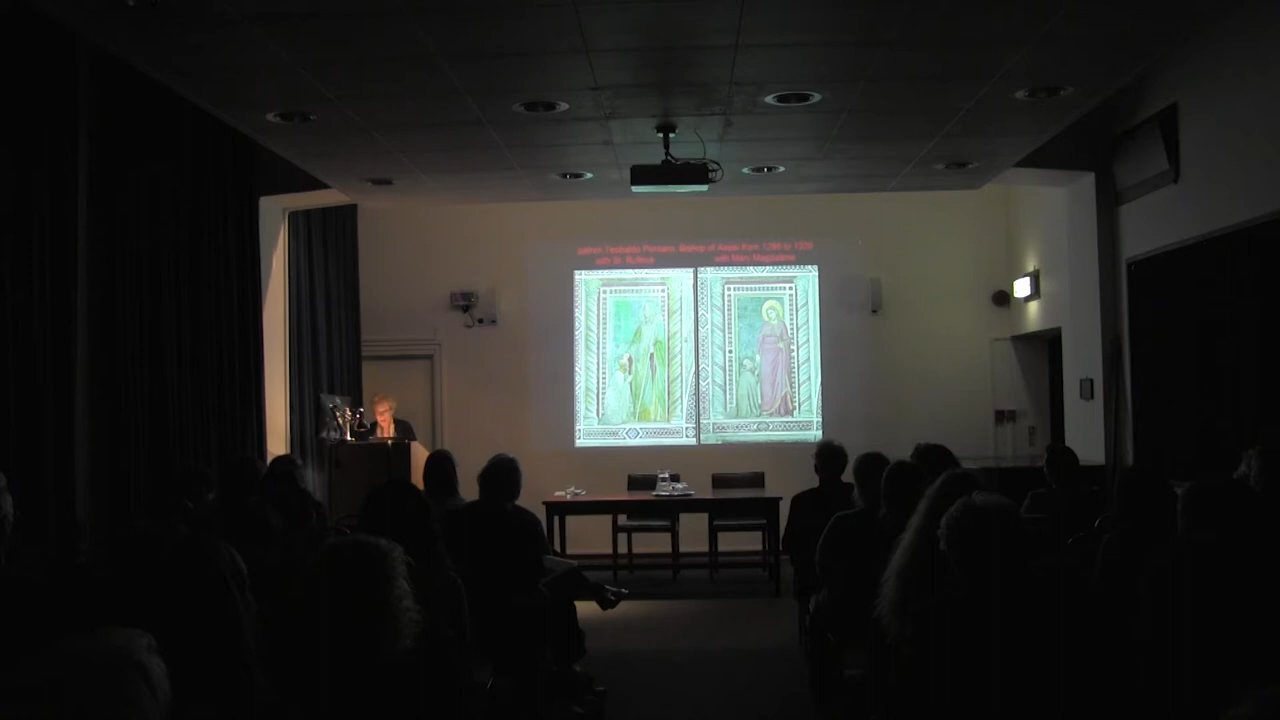 patron Teobaldo Pontano, Bishop of Assisi from 1296 to 1329
with St. Rufinus with Mary Magdalene